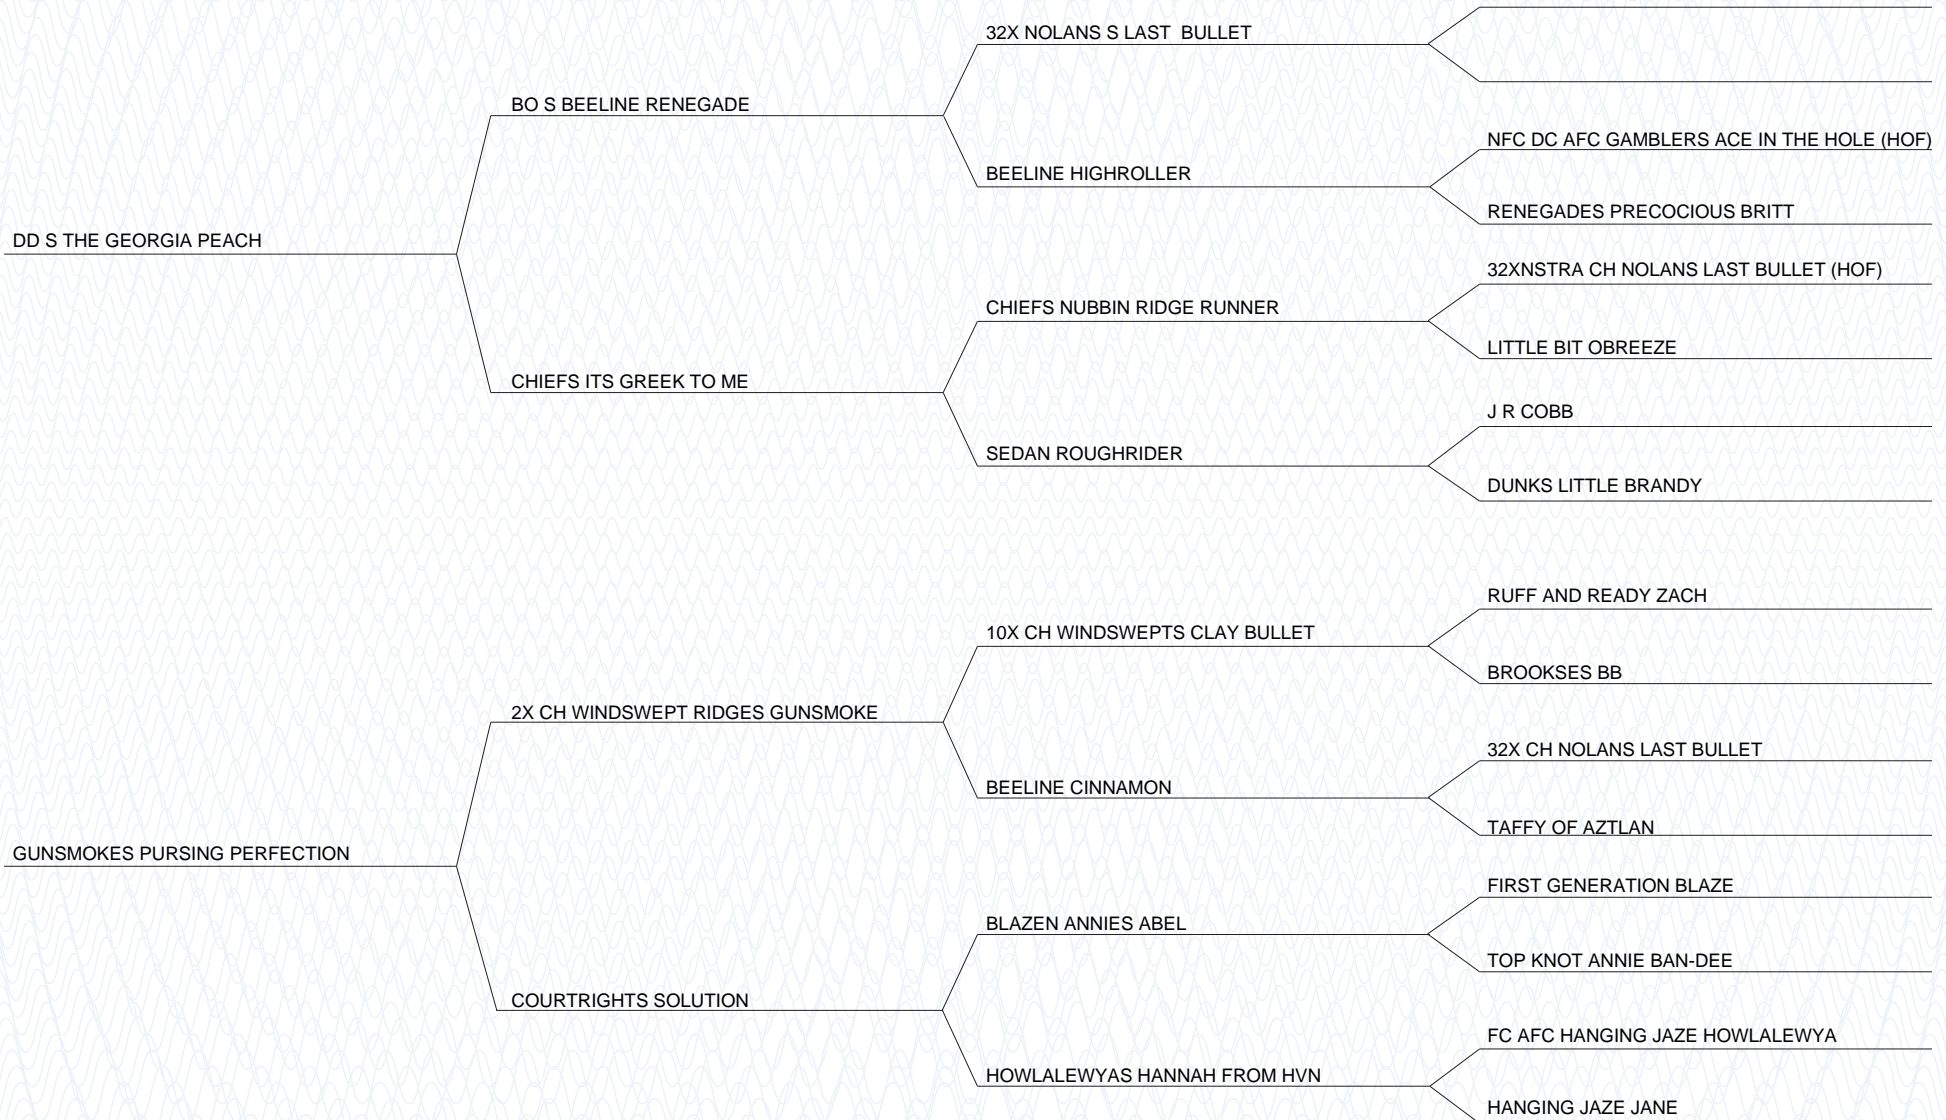 32X NOLANS S LAST  BULLET
BO S BEELINE RENEGADE
NFC DC AFC GAMBLERS ACE IN THE HOLE (HOF)
BEELINE HIGHROLLER
RENEGADES PRECOCIOUS BRITT
DD S THE GEORGIA PEACH
32XNSTRA CH NOLANS LAST BULLET (HOF)
CHIEFS NUBBIN RIDGE RUNNER
LITTLE BIT OBREEZE
CHIEFS ITS GREEK TO ME
J R COBB
SEDAN ROUGHRIDER
DUNKS LITTLE BRANDY
RUFF AND READY ZACH
10X CH WINDSWEPTS CLAY BULLET
BROOKSES BB
2X CH WINDSWEPT RIDGES GUNSMOKE
32X CH NOLANS LAST BULLET
BEELINE CINNAMON
TAFFY OF AZTLAN
GUNSMOKES PURSING PERFECTION
FIRST GENERATION BLAZE
BLAZEN ANNIES ABEL
TOP KNOT ANNIE BAN-DEE
COURTRIGHTS SOLUTION
FC AFC HANGING JAZE HOWLALEWYA
HOWLALEWYAS HANNAH FROM HVN
HANGING JAZE JANE